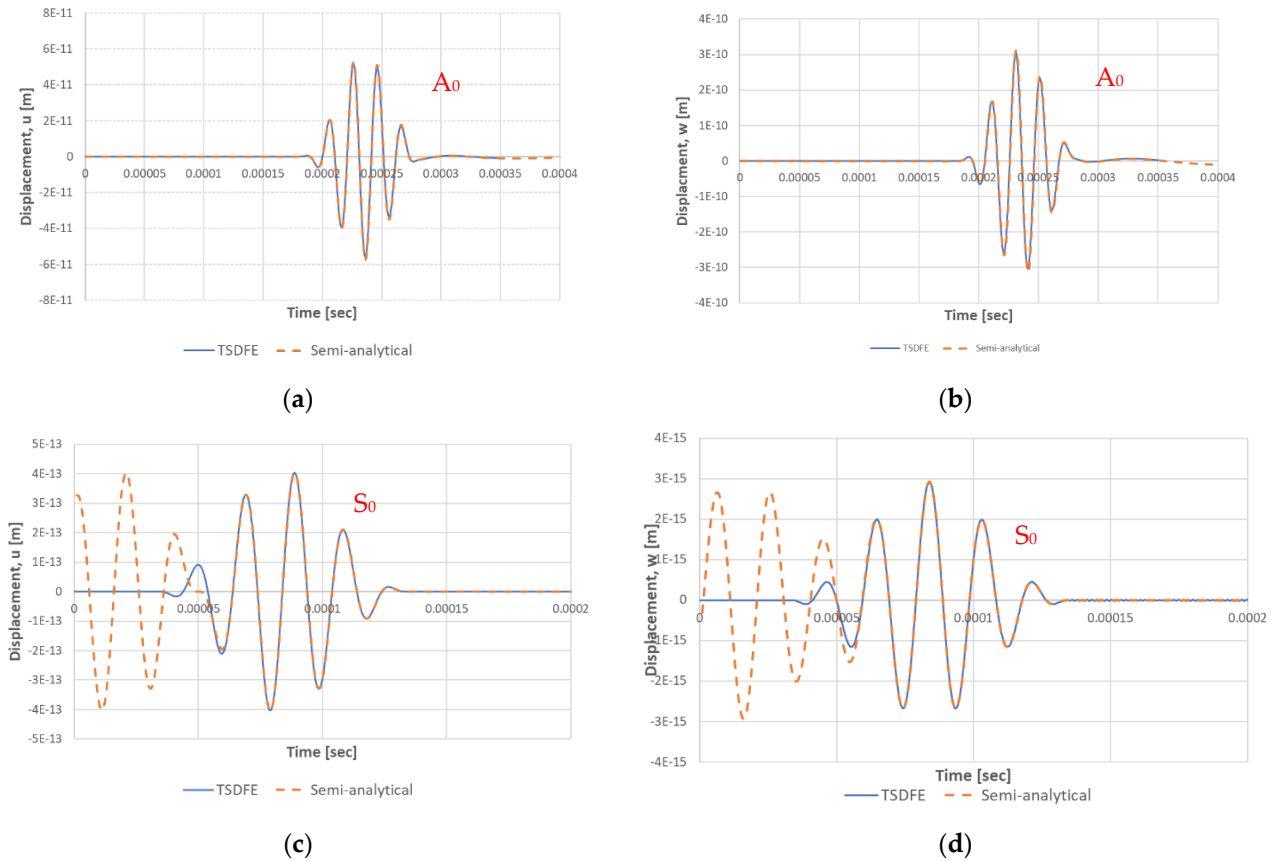 8E-11
6E-11
4E-11
2E-11
0
-2E-11
-4E-11
-6E-11
-8E-11
Displacement, u [m]
0 0.00005 0.0001 0.00015 0.0002 0.00025 0.0003 0.00035 0.0004
A0
Time [sec]
TSDFE Semi-analytical
(a)
4E-10
3E-10
2E-10
1E-10
0
-1E-10
-2E-10
-3E-10
-4E-10
Displacment, w [m]
0 0.00005 0.0001 0.00015 0.0002 0.00025 0.0003 0.00035 0.0004
A0
Time [sec]
TSDFE Semi-analytical
(b)
5E-13
4E-13
3E-13
2E-13
1E-13
0
-1E-13
-2E-13
-3E-13
-4E-13
-5E-13
Displacement, u [m]
0 0.00005 0.0001 0.00015 0.0002
S0
Time [sec]
TSDFE Semi-analytical
(c)
4E-15
3E-15
2E-15
1E-15
0
-1E-15
-2E-15
-3E-15
-4E-15
Displacement, w [m]
0 0.00005 0.0001 0.00015 0.0002
S0
Time [sec]
TSDFE Semi-analytical
(d)